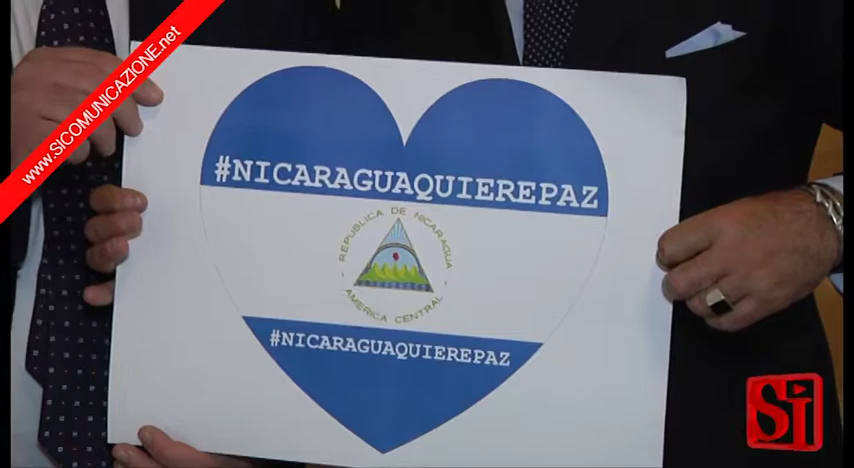 www.SICOMUNICAZIONE.net
#NICARAGUAQUIEREPAZ
REPUBLICA DE NICARAGUA
AMERICA CENTRAL
#NICARAGUAQUIEREPAZ
Si